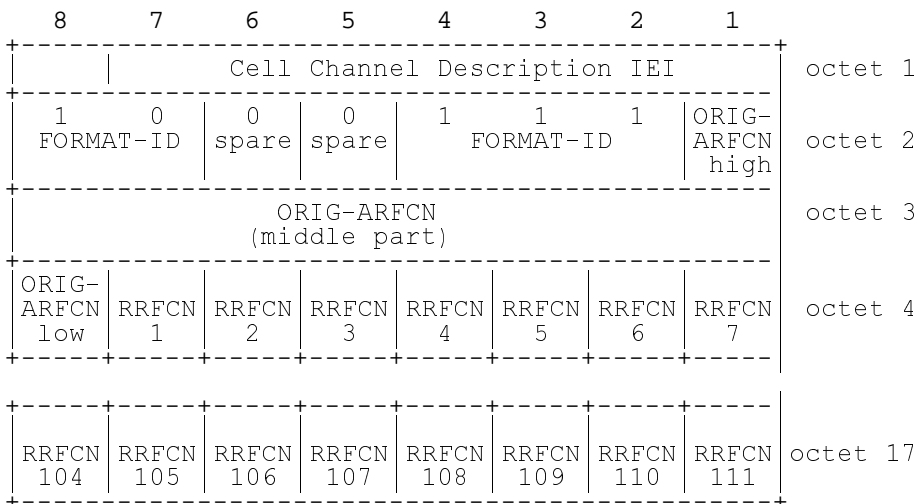 8 7 6 5 4 3 2 1
Cell Channel Description IEI octet 1
1 0 0 0 1 1 1 ORIG-
FORMAT-ID spare spare FORMAT-ID ARFCN octet 2
high
ORIG-ARFCN octet 3
(middle part)
ORIG-
ARFCN RRFCN RRFCN RRFCN RRFCN RRFCN RRFCN RRFCN octet 4
low 1 2 3 4 5 6 7
RRFCN RRFCN RRFCN RRFCN RRFCN RRFCN RRFCN RRFCN octet 17
104 105 106 107 108 109 110 111